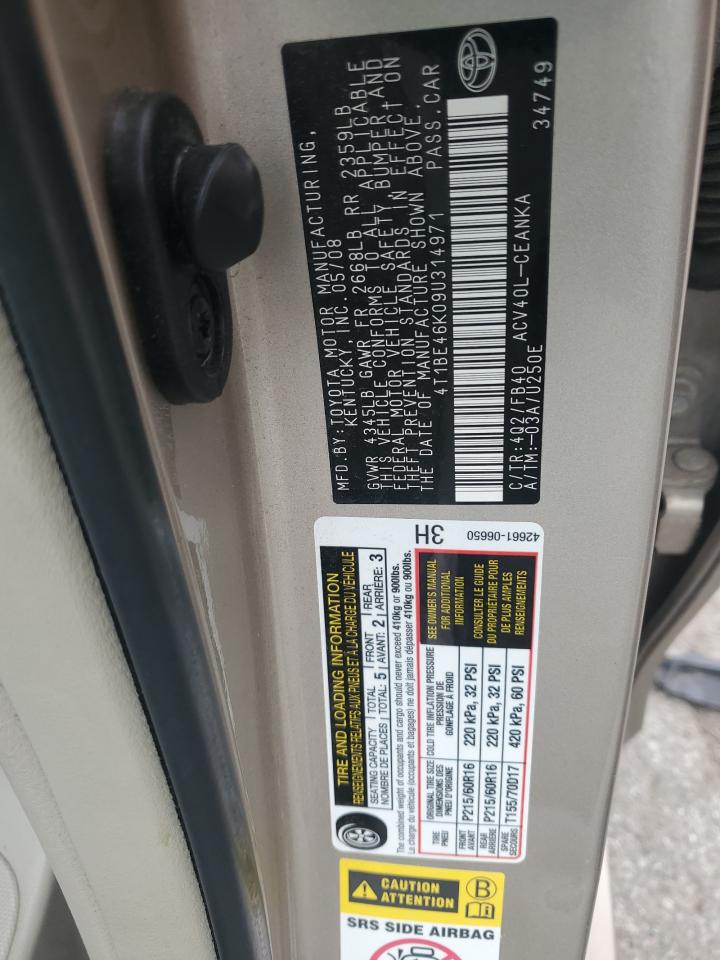 MFD.BY:TOYOTA MOTOR MANUFACTURING,
KENTUCKY, INC. 05/08
GVWR 4345LB GAWR FR 2668LB RR 2359LB
THIS VEHICLE CONFORMS TO ALL APPLICABLE
FEDERAL MOTOR VEHICLE SAFETY, BUMPER AND
THEFT PREVENTION STANDARDS IN EFFECT ON
THE DATE OF MANUFACTURE SHOWN ABOVE.
4T1BE46K09U314971 PASS.CAR
C/TR:4Q2/FB40 ACV40L-CEANKA
A/TM:-03A/U250E 34749
TIRE AND LOADING INFORMATION
RENSEIGNEMENTS RELATIFS AUX PNEUS ET À LA CHARGE DU VÉHICULE
SEATING CAPACITY TOTAL FRONT REAR
NOMBRE DE PLACES TOTAL: 5 AVANT: 2 ARRIÈRE: 3
The combined weight of occupants and cargo should never exceed 410kg or 900lbs.
La charge du véhicule (occupants et bagages) ne doit jamais dépasser 410kg ou 900lbs.
3H
TIRE ORIGINAL TIRE SIZE COLD TIRE INFLATION PRESSURE
PNEU DIMENSIONS DES PNEU D'ORIGINE PRESSION DE GONFLAGE À FROID
FRONT AVANT P215/60R16 220 kPa, 32 PSI
REAR ARRIÈRE P215/60R16 220 kPa, 32 PSI
SPARE SECOURS T155/70D17 420 kPa, 60 PSI
SEE OWNER'S MANUAL
FOR ADDITIONAL
INFORMATION
CONSULTER LE GUIDE
DU PROPRIÉTAIRE POUR
DE PLUS AMPLES
RENSEIGNEMENTS
42661-06650
CAUTION
ATTENTION
B
SRS SIDE AIRBAG